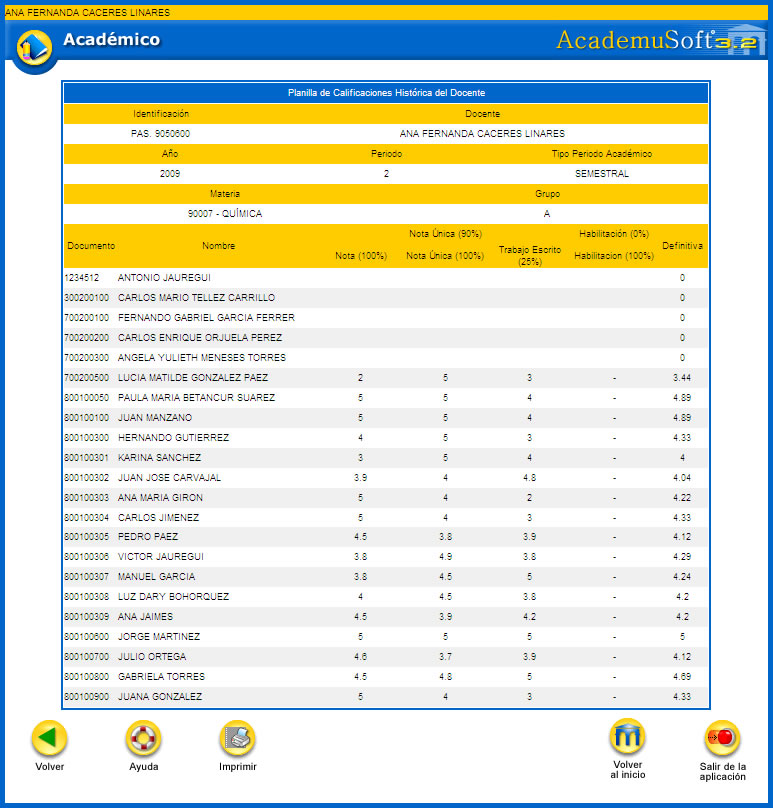 ANA FERNANDA CACERES LINARES
Académico
AcademuSoft 3.2
Planilla de Calificaciones Histórica del Docente
Identificación Docente
PAS. 9050600 ANA FERNANDA CACERES LINARES
Año Periodo Tipo Periodo Académico
2009 2 SEMESTRAL
Materia Grupo
90007 - QUÍMICA A
Nota Única (90%) Habilitación (0%)
Documento Nombre Nota (100%) Nota Única (100%) Trabajo Escrito (25%) Habilitacion (100%) Definitiva
1234512 ANTONIO JAUREGUI 0
300200100 CARLOS MARIO TELLEZ CARRILLO 0
700200100 FERNANDO GABRIEL GARCIA FERRER 0
700200200 CARLOS ENRIQUE ORJUELA PEREZ 0
700200300 ANGELA YULIETH MENESES TORRES 0
700200500 LUCIA MATILDE GONZALEZ PAEZ 2 5 3 - 3.44
800100050 PAULA MARIA BETANCUR SUAREZ 5 5 4 - 4.89
800100100 JUAN MANZANO 5 5 4 - 4.89
800100300 HERNANDO GUTIERREZ 4 5 3 - 4.33
800100301 KARINA SANCHEZ 3 5 4 - 4
800100302 JUAN JOSE CARVAJAL 3.9 4 4.8 - 4.04
800100303 ANA MARIA GIRON 5 4 2 - 4.22
800100304 CARLOS JIMENEZ 5 4 3 - 4.33
800100305 PEDRO PAEZ 4.5 3.8 3.9 - 4.12
800100306 VICTOR JAUREGUI 3.8 4.9 3.8 - 4.29
800100307 MANUEL GARCIA 3.8 4.5 5 - 4.24
800100308 LUZ DARY BOHORQUEZ 4 4.5 3.8 - 4.2
800100309 ANA JAIMES 4.5 3.9 4.2 - 4.2
800100600 JORGE MARTINEZ 5 5 5 - 5
800100700 JULIO ORTEGA 4.6 3.7 3.9 - 4.12
800100800 GABRIELA TORRES 4.5 4.8 5 - 4.69
800100900 JUANA GONZALEZ 5 4 3 - 4.33
Volver Ayuda Imprimir Volver al inicio Salir de la aplicación